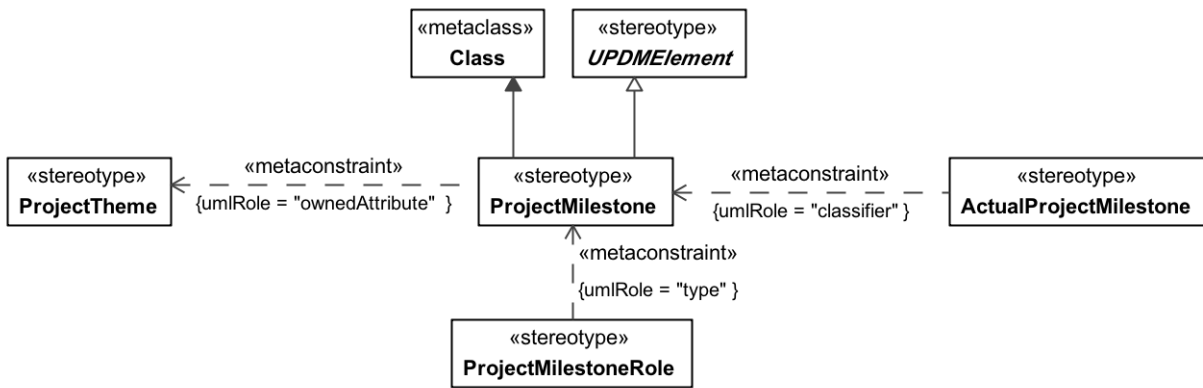 «metaclass»
Class
«stereotype»
UPDMElement
«stereotype»
ProjectTheme
«metaconstraint»
{umlRole = "ownedAttribute" }
«stereotype»
ProjectMilestone
«metaconstraint»
{umlRole = "classifier" }
«stereotype»
ActualProjectMilestone
«metaconstraint»
{umlRole = "type" }
«stereotype»
ProjectMilestoneRole